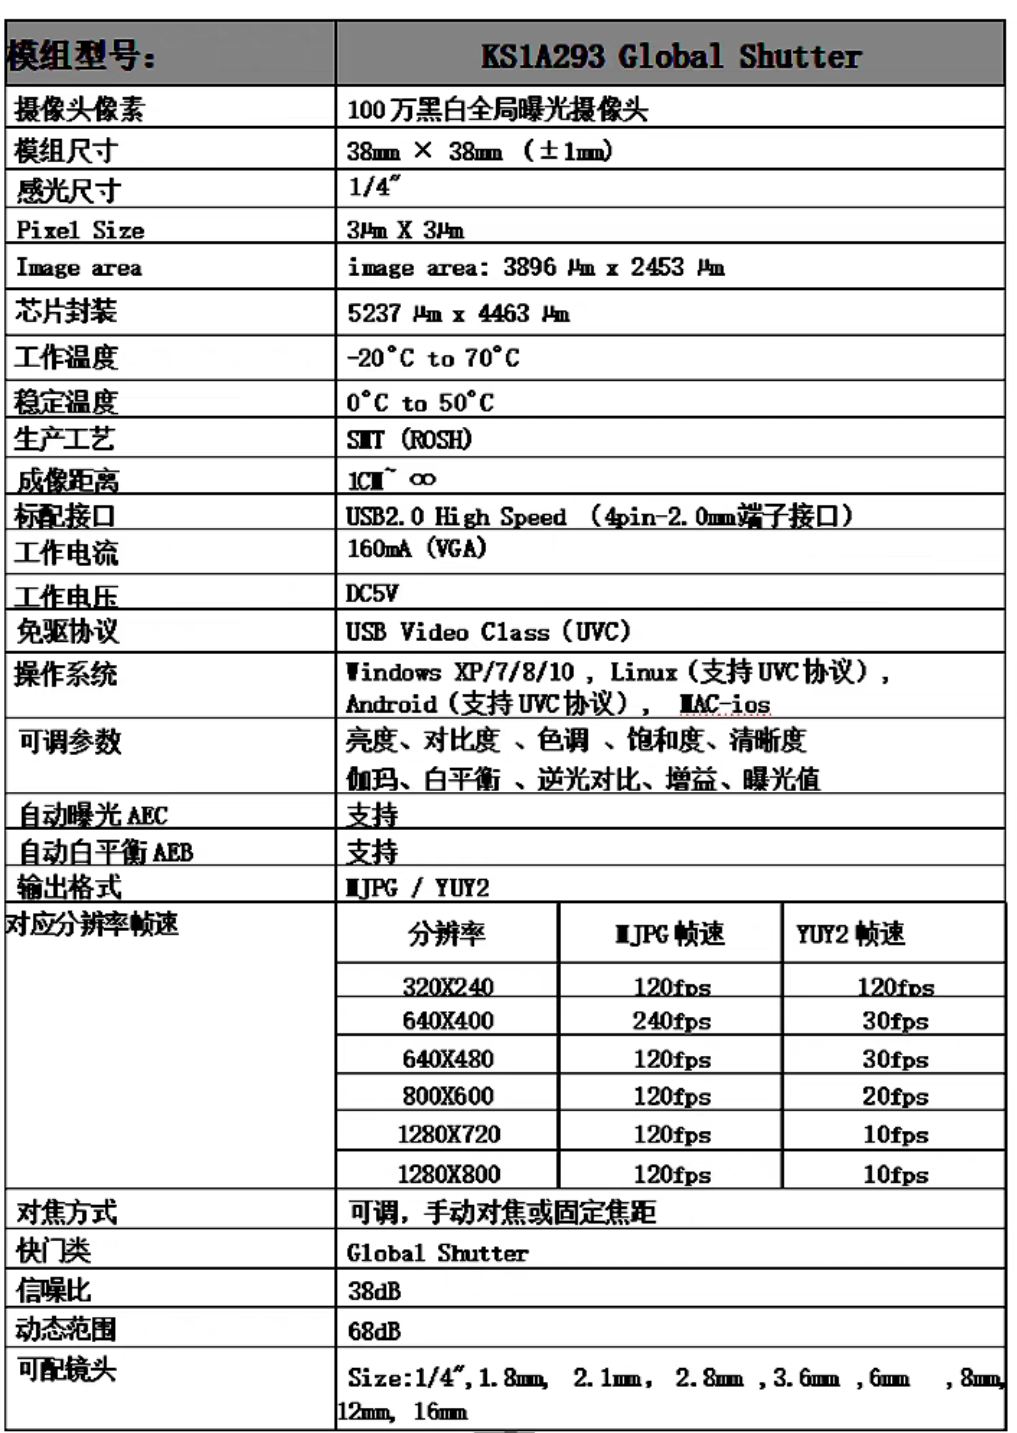 模组型号: KS1A293 Global Shutter
摄像头像素 100万黑白全局曝光摄像头
模组尺寸 38mm × 38mm (±1mm)
感光尺寸 1/4″
Pixel Size 3μm X 3μm
Image area image area: 3896 μm x 2453 μm
芯片封装 5237 μm x 4463 μm
工作温度 -20°C to 70°C
稳定温度 0°C to 50°C
生产工艺 SMT (ROSH)
成像距离 1CM~ ∞
标配接口 USB2.0 High Speed (4pin-2.0mm端子接口)
工作电流 160mA (VGA)
工作电压 DC5V
免驱协议 USB Video Class (UVC)
操作系统 Windows XP/7/8/10 , Linux (支持UVC协议) ,
Android (支持UVC协议) , MAC-ios
可调参数 亮度、对比度 、色调 、饱和度、清晰度
伽玛、白平衡 、逆光对比、增益、曝光值
自动曝光AEC 支持
自动白平衡AEB 支持
输出格式 MJPG / YUY2
对应分辨率帧速 分辨率 MJPG帧速 YUY2帧速
320X240 120fps 120fps
640X400 240fps 30fps
640X480 120fps 30fps
800X600 120fps 20fps
1280X720 120fps 10fps
1280X800 120fps 10fps
对焦方式 可调，手动对焦或固定焦距
快门类 Global Shutter
信噪比 38dB
动态范围 68dB
可配镜头 Size:1/4″,1.8mm, 2.1mm, 2.8mm ,3.6mm ,6mm ,8mm,
12mm, 16mm